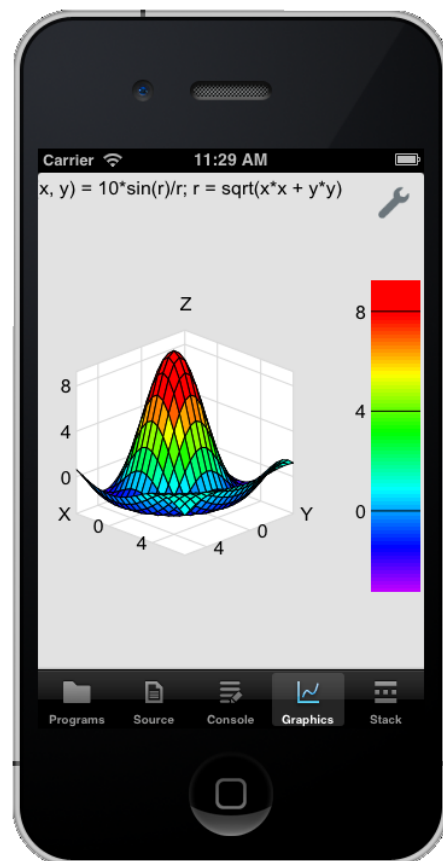 Carrier 11:29 AM
x, y) = 10*sin(r)/r; r = sqrt(x*x + y*y)
Z
8
4
0
X
0
4
4
0
Y
8
4
0
Programs Source Console Graphics Stack